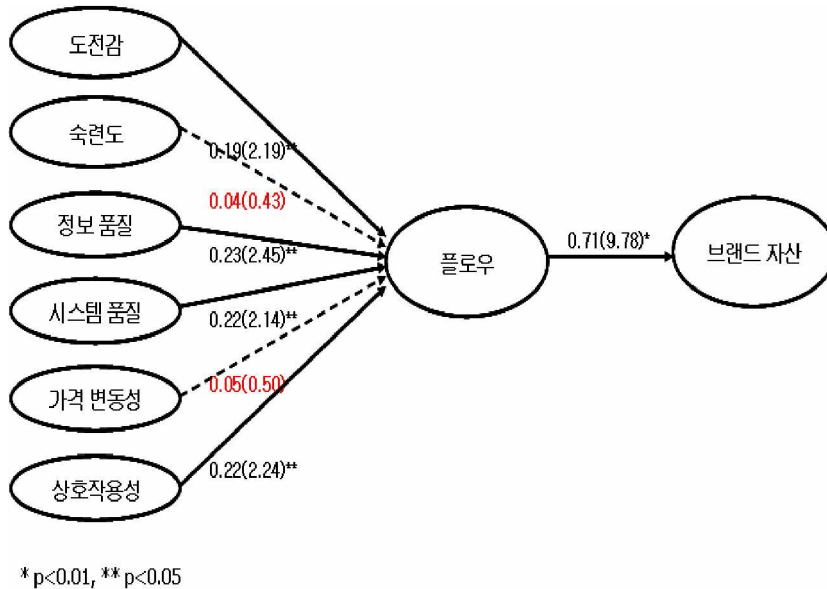 도전감
숙련도
0.19(2.19)**
0.04(0.43)
정보 품질
0.23(2.45)**
플로우
0.71(9.78)*
브랜드 자산
시스템 품질
0.22(2.14)**
가격 변동성
0.05(0.50)
상호작용성
0.22(2.24)**
* p<0.01, ** p<0.05